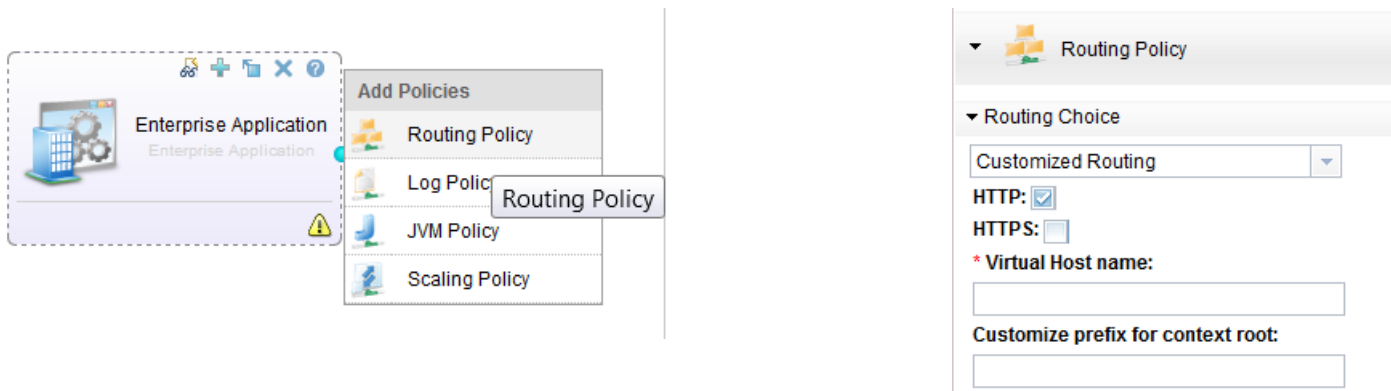 Enterprise Application
Enterprise Application
Add Policies
Routing Policy
Log Polic
Routing Policy
JVM Policy
Scaling Policy
Routing Policy
Routing Choice
Customized Routing
HTTP:
HTTPS:
* Virtual Host name:
Customize prefix for context root: